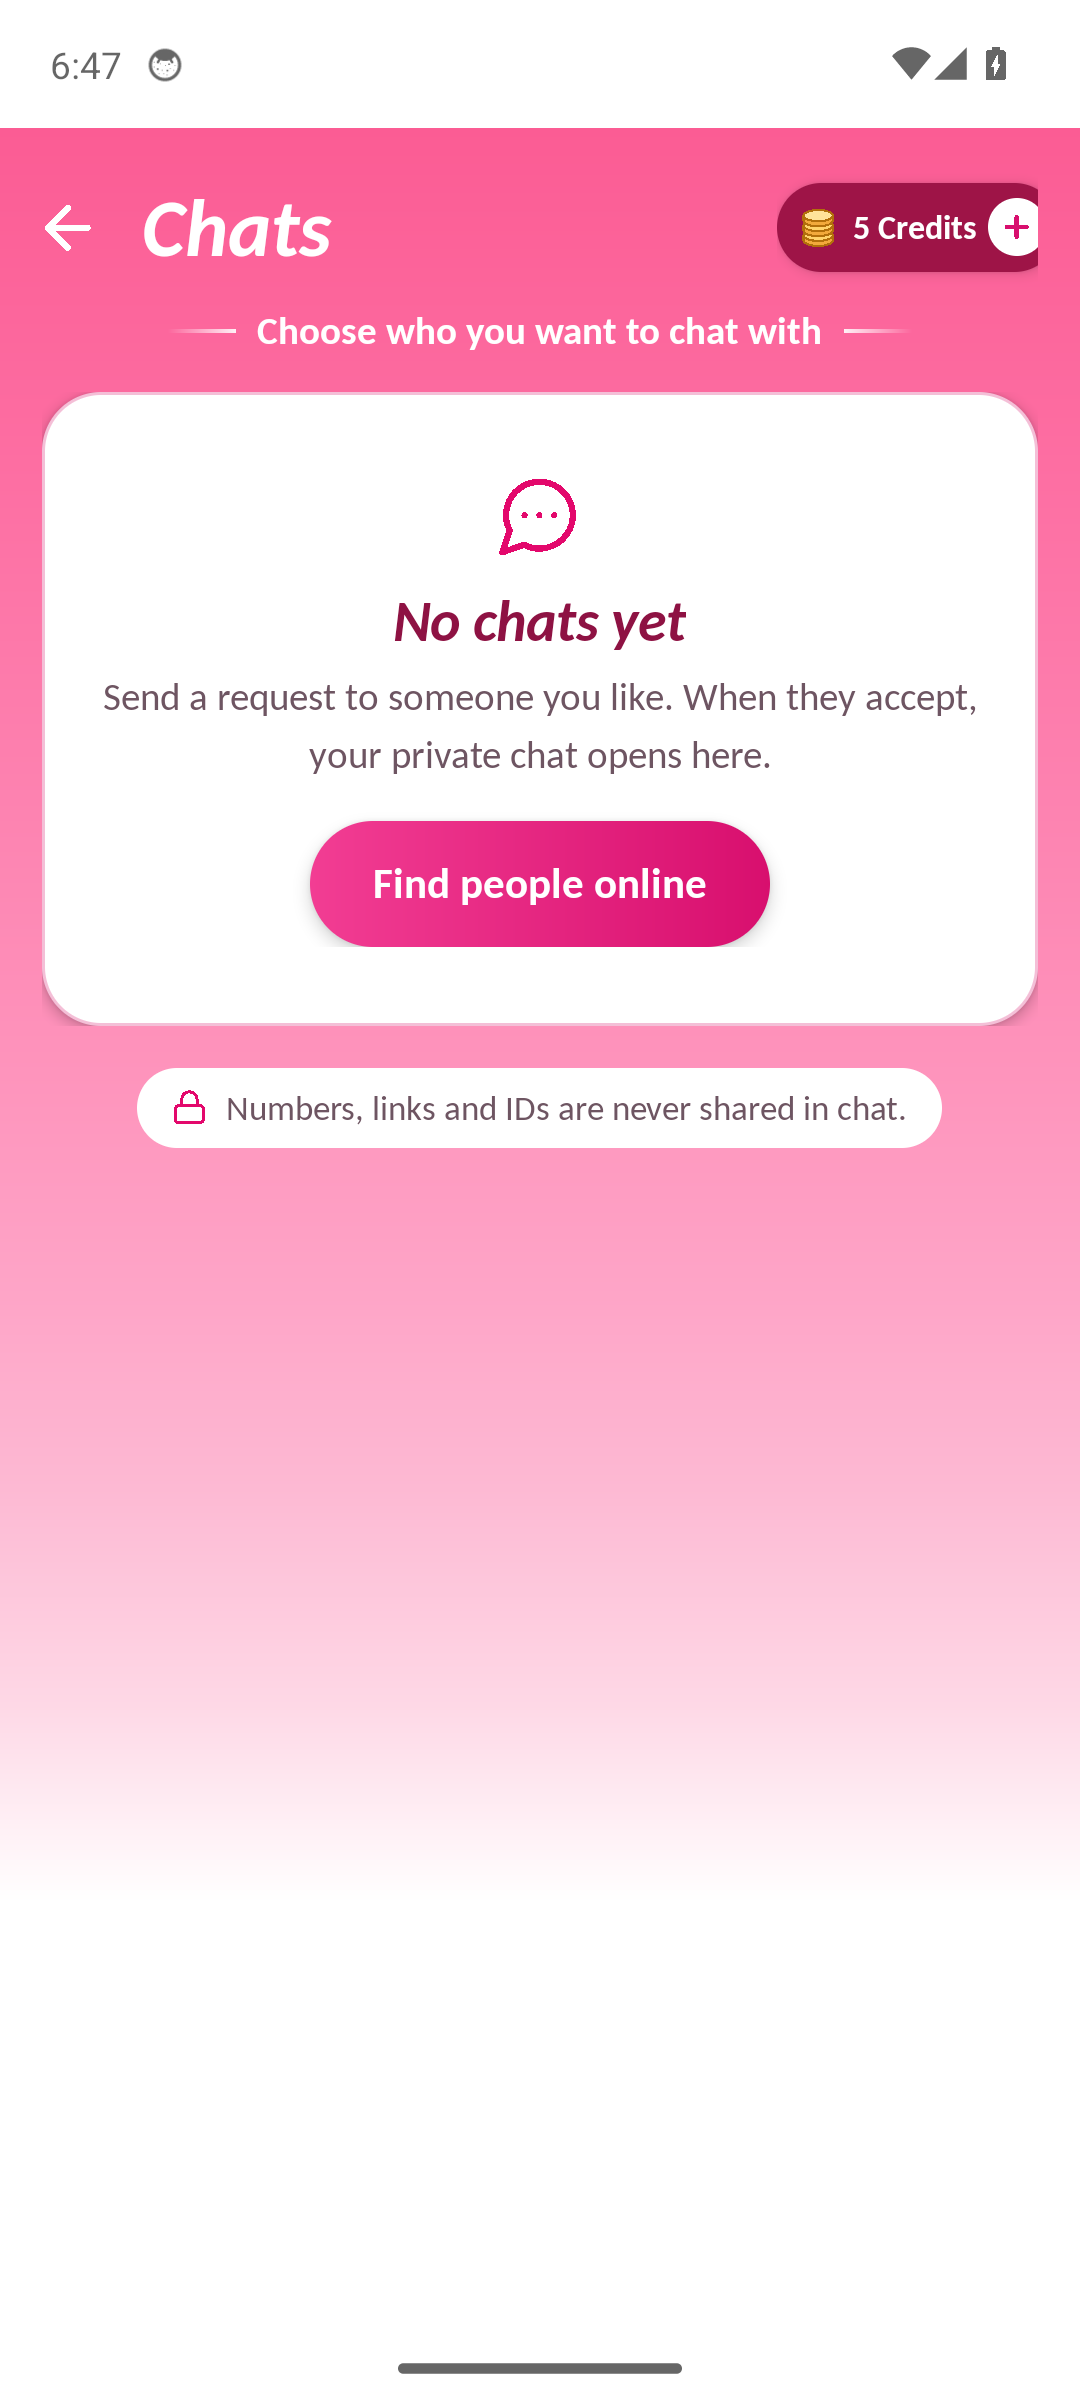 6:47
Chats
5 Credits
Choose who you want to chat with
No chats yet
Send a request to someone you like. When they accept,
your private chat opens here.
Find people online
Numbers, links and IDs are never shared in chat.